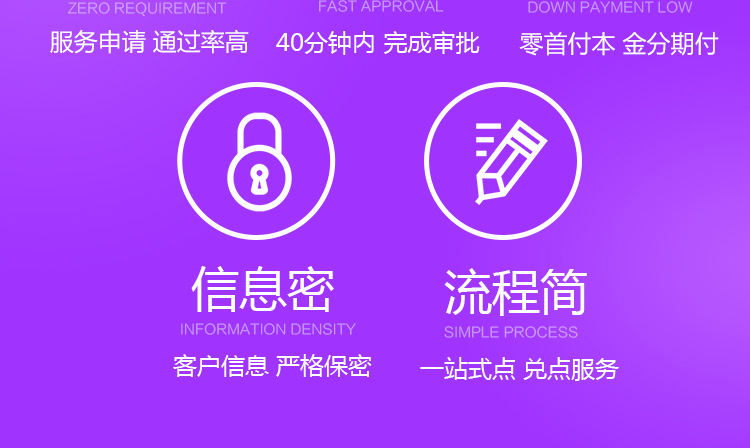 ZERO REQUIREMENT
FAST APPROVAL
DOWN PAYMENT LOW
服务申请 通过率高
40分钟内 完成审批
零首付本 金分期付
信息密
流程简
INFORMATION DENSITY
SIMPLE PROCESS
客户信息 严格保密
一站式点 兑点服务